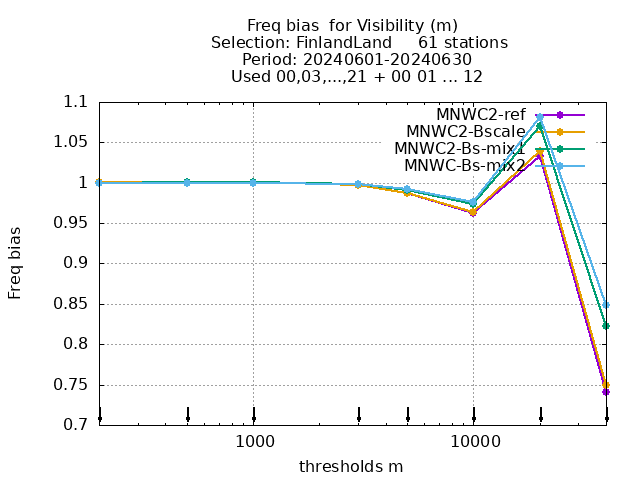 Freq bias  for Visibility (m)
Selection: FinlandLand     61 stations
Period: 20240601-20240630
Used 00,03,...,21 + 00 01 ... 12
MNWC2-ref
MNWC2-Bscale
MNWC2-Bs-mix1
MNWC-Bs-mix2
1.1
1.05
1
0.95
0.9
0.85
0.8
0.75
0.7
Freq bias
1000
10000
thresholds m